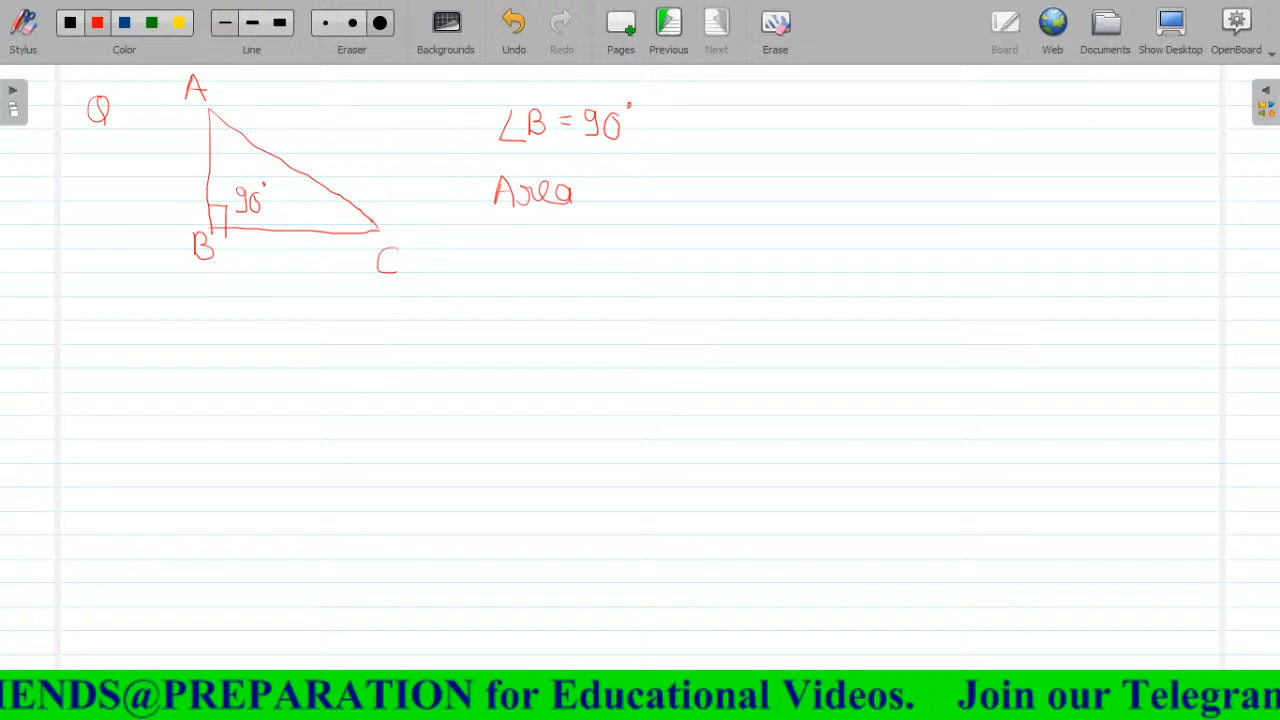 Stylus
Color
Line
Eraser
Backgrounds
Undo
Redo
Pages
Previous
Next
Erase
Board
Web
Documents
Show Desktop
OpenBoard
Q
A
90°
B
C
∠B = 90°
Area
IENDS@PREPARATION for Educational Videos. Join our Telegran